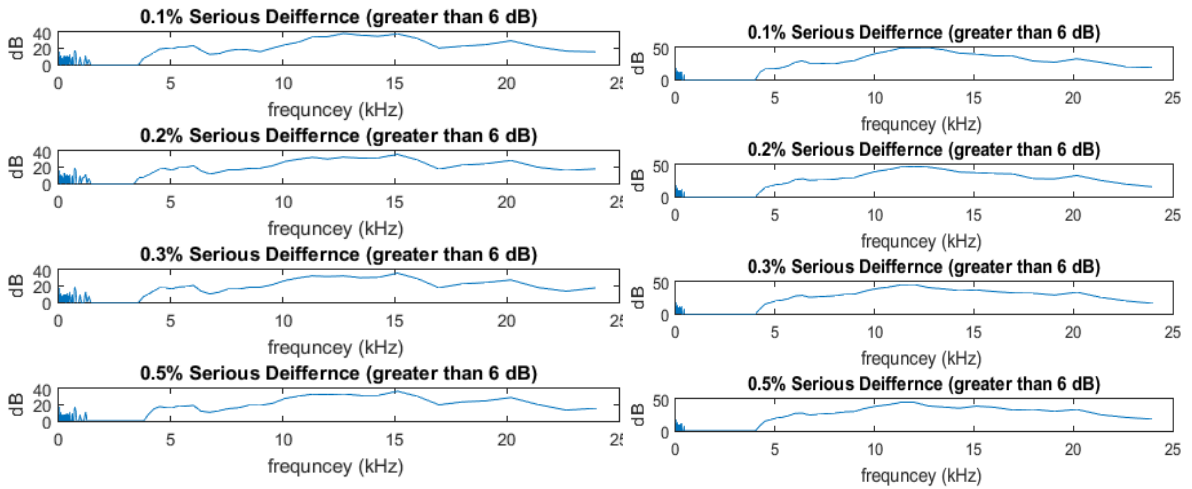 0.1% Serious Deiffernce (greater than 6 dB)
40
20
0
dB
0 5 10 15 20 25
frequncey (kHz)
0.2% Serious Deiffernce (greater than 6 dB)
40
20
0
dB
0 5 10 15 20 25
frequncey (kHz)
0.3% Serious Deiffernce (greater than 6 dB)
40
20
0
dB
0 5 10 15 20 25
frequncey (kHz)
0.5% Serious Deiffernce (greater than 6 dB)
40
20
0
dB
0 5 10 15 20 25
frequncey (kHz)
0.1% Serious Deiffernce (greater than 6 dB)
50
0
dB
0 5 10 15 20 25
frequncey (kHz)
0.2% Serious Deiffernce (greater than 6 dB)
50
0
dB
0 5 10 15 20 25
frequncey (kHz)
0.3% Serious Deiffernce (greater than 6 dB)
50
0
dB
0 5 10 15 20 25
frequncey (kHz)
0.5% Serious Deiffernce (greater than 6 dB)
50
0
dB
0 5 10 15 20 25
frequncey (kHz)